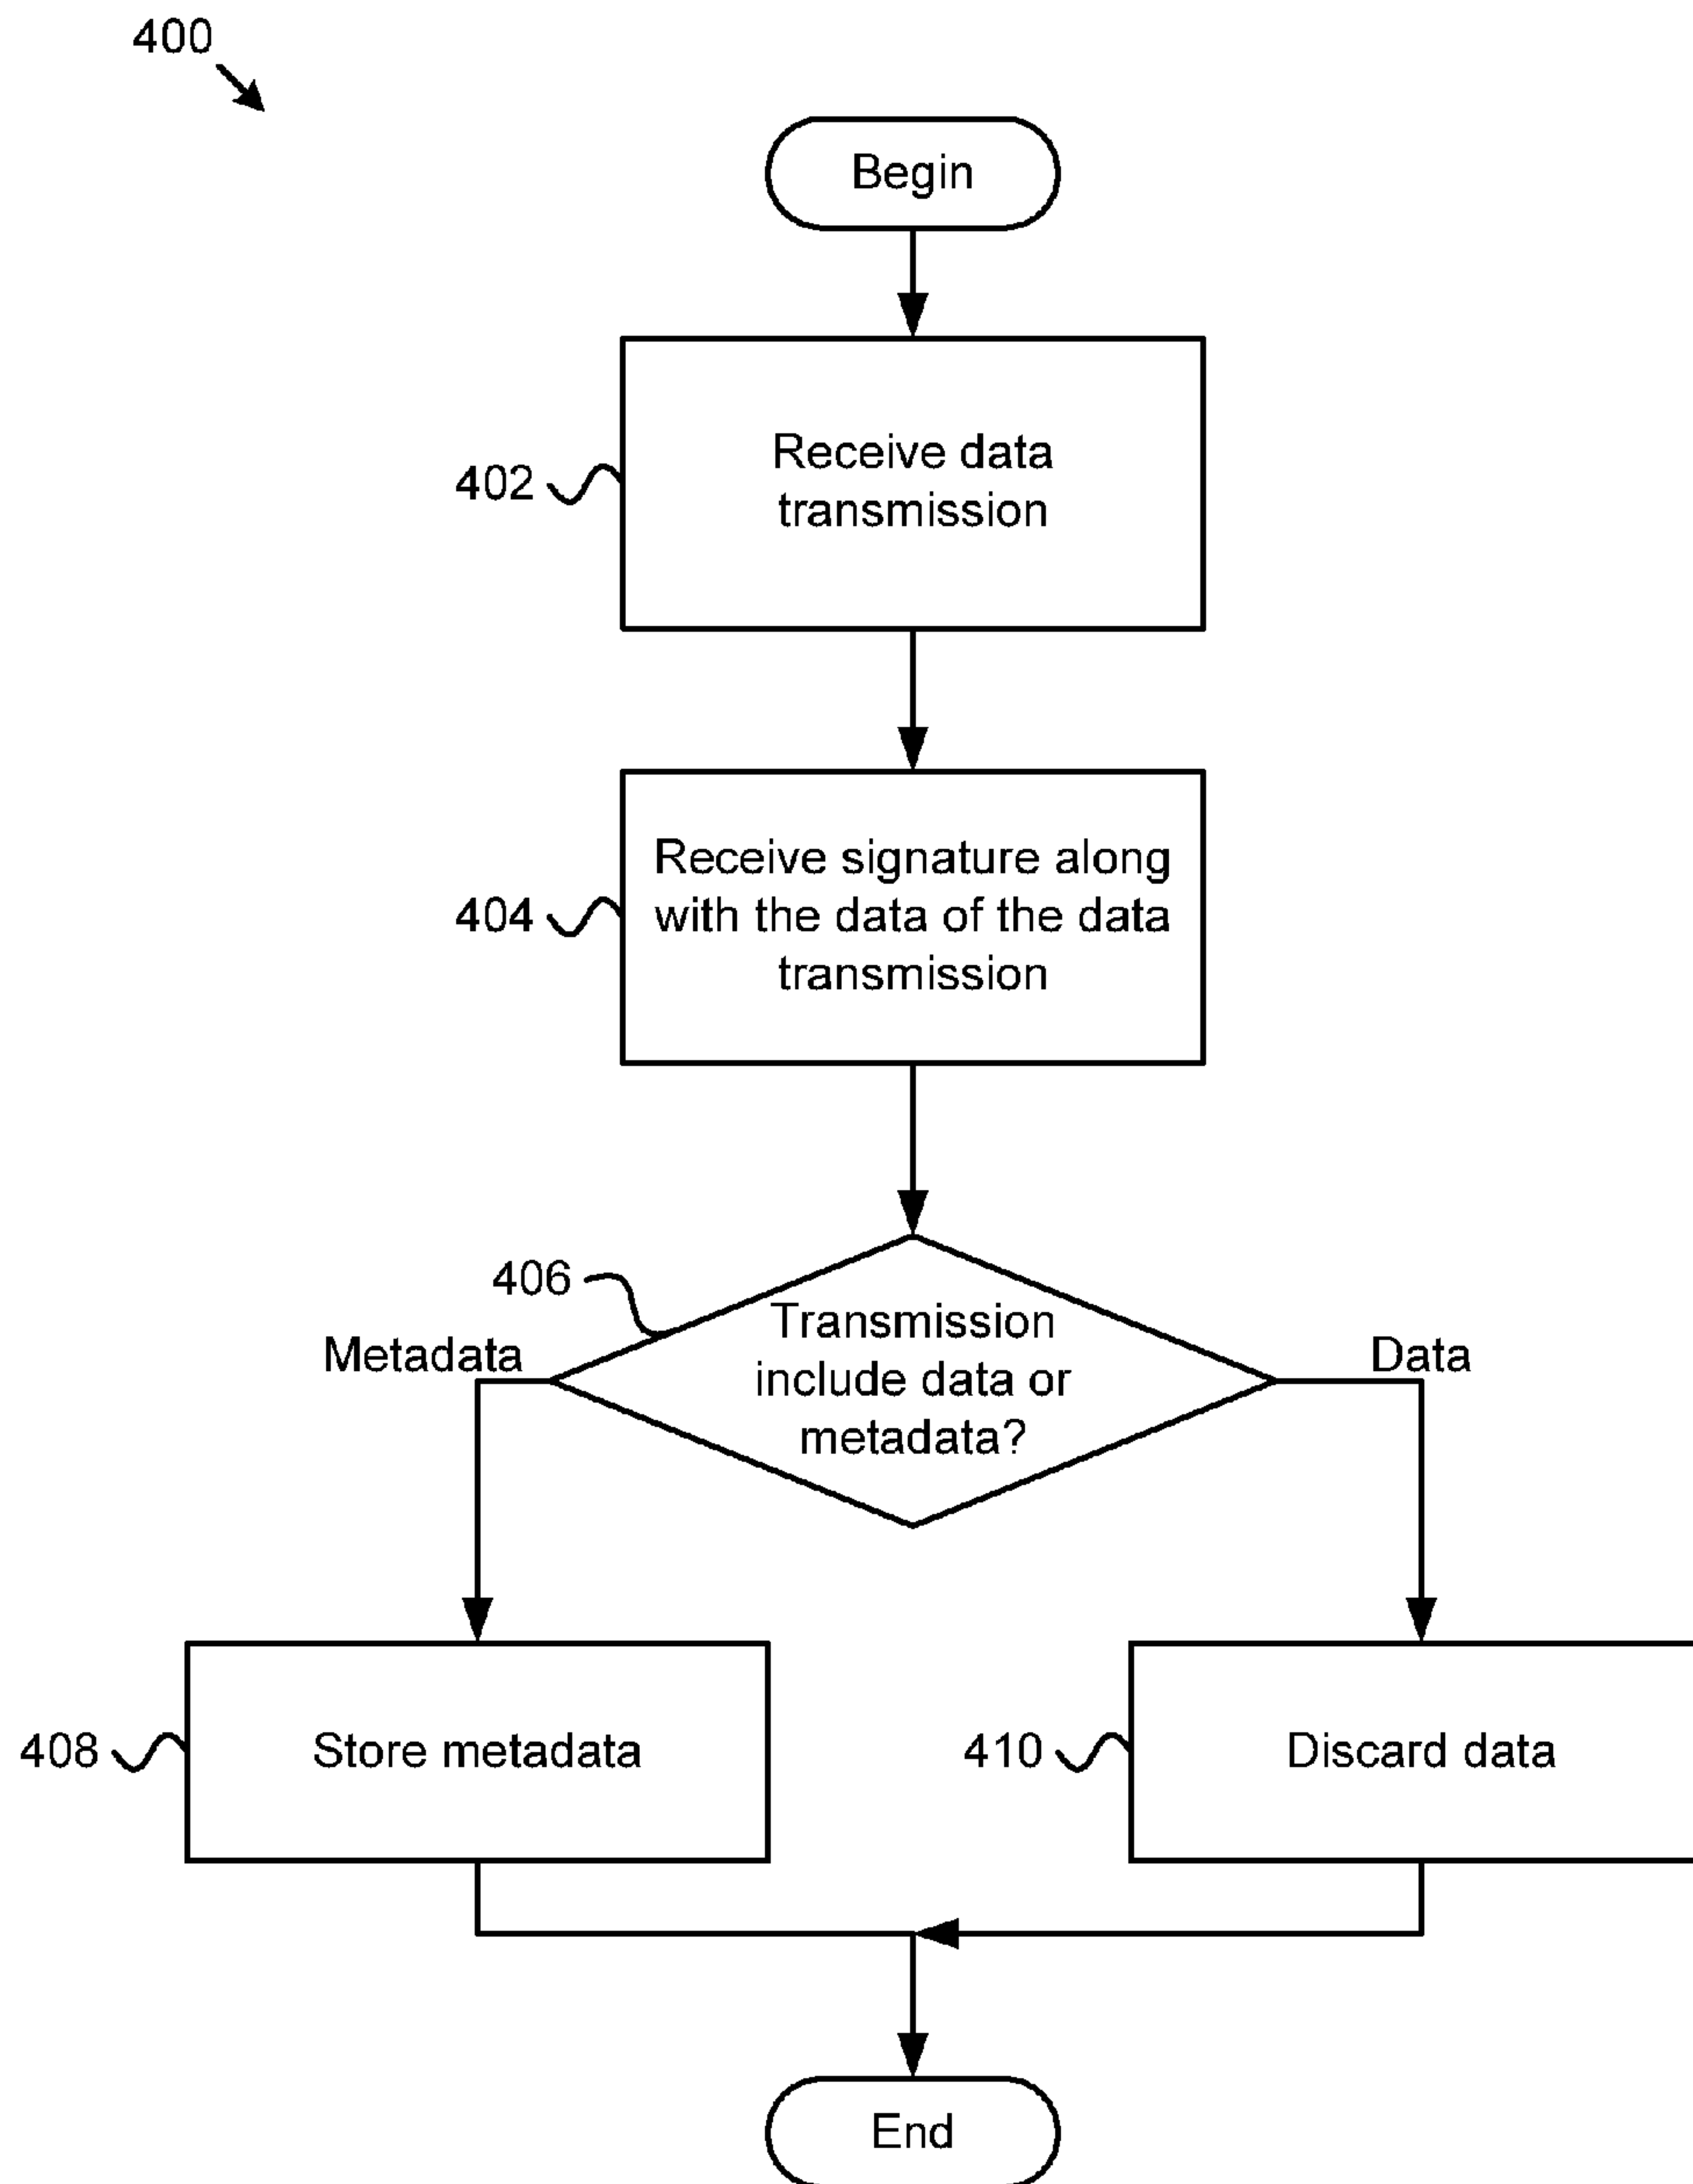 400
Begin
402
Receive data
transmission
404
Receive signature along
with the data of the data
transmission
406
Transmission
include data or
metadata?
Metadata
Data
408
Store metadata
410
Discard data
End